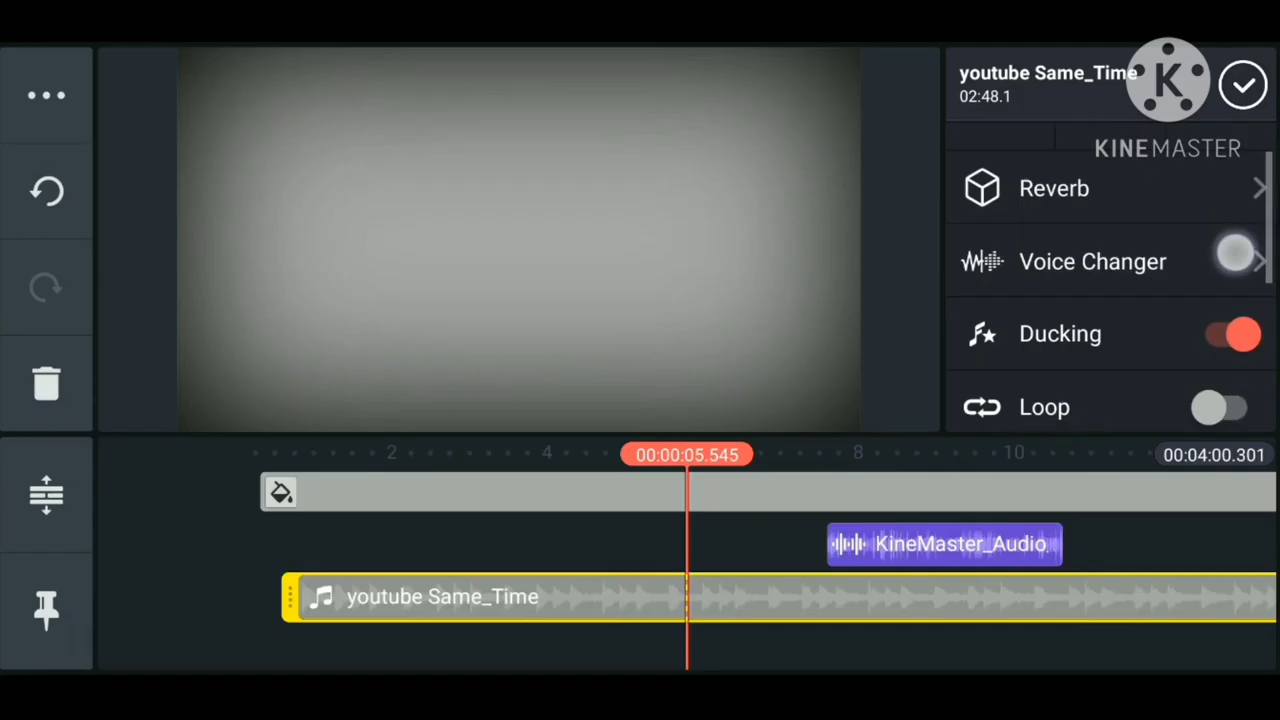 youtube Same_Time
02:48.1
K
KINEMASTER
Reverb
Voice Changer
Ducking
Loop
2
4
00:00:05.545
8
10
00:04:00.301
KineMaster_Audio
youtube Same_Time